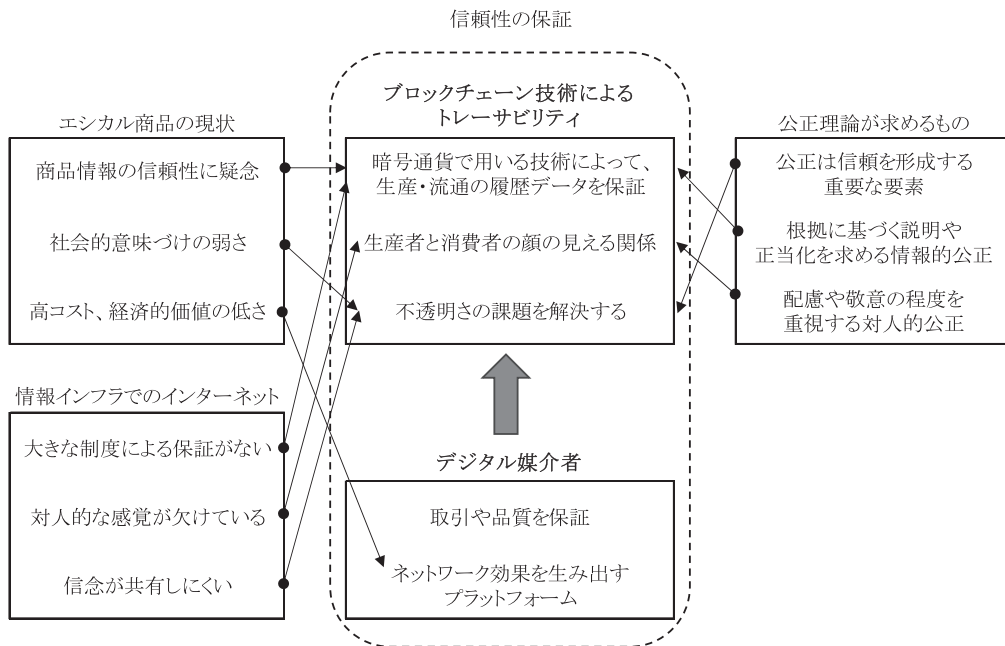 信頼性の保証
エシカル商品の現状
商品情報の信頼性に疑念
社会的意味づけの弱さ
高コスト、経済的価値の低さ
情報インフラでのインターネット
大きな制度による保証がない
対人的な感覚が欠けている
信念が共有しにくい
ブロックチェーン技術による
トレーサビリティ
暗号通貨で用いる技術によって、
生産・流通の履歴データを保証
生産者と消費者の顔の見える関係
不透明さの課題を解決する
デジタル媒介者
取引や品質を保証
ネットワーク効果を生み出す
プラットフォーム
公正理論が求めるもの
公正は信頼を形成する
重要な要素
根拠に基づく説明や
正当化を求める情報的公正
配慮や敬意の程度を
重視する対人的公正